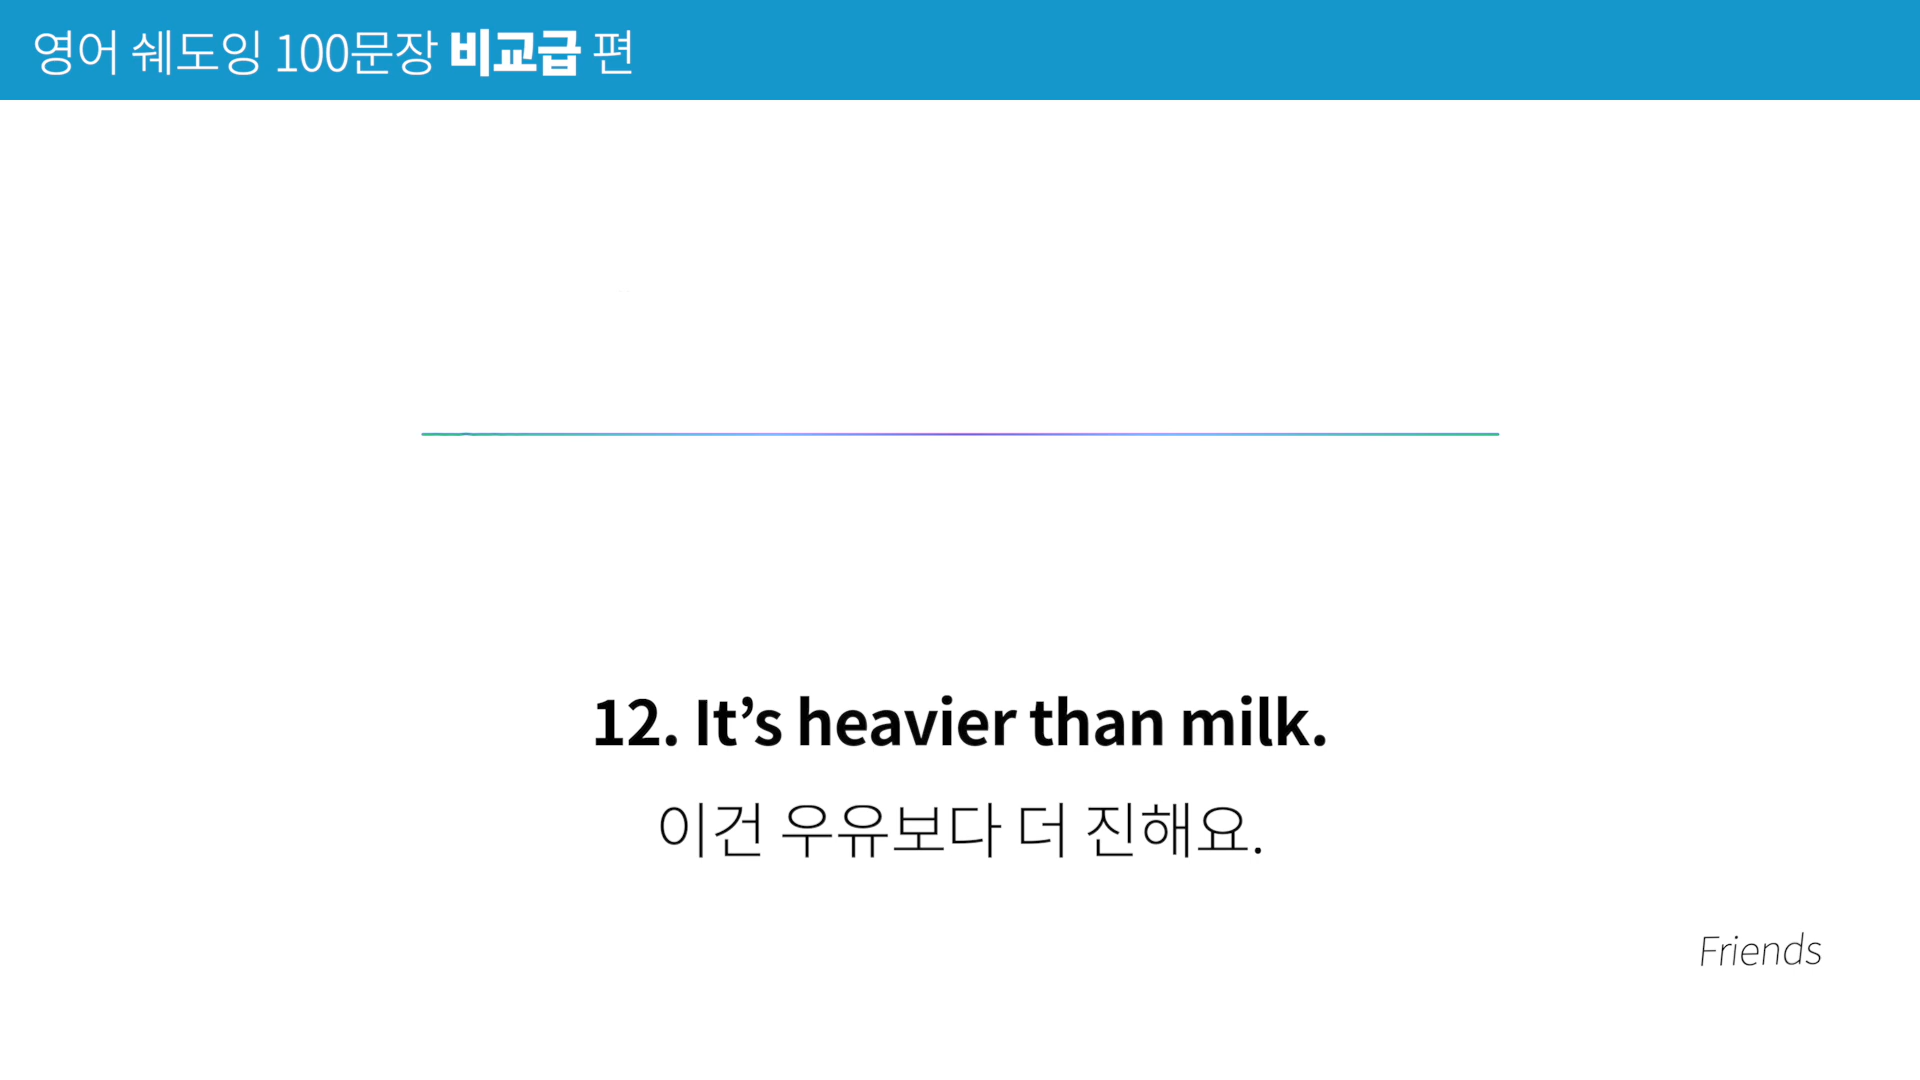 영어 쉐도잉 100문장 비교급 편
12. It’s heavier than milk.
이건 우유보다 더 진해요.
Friends